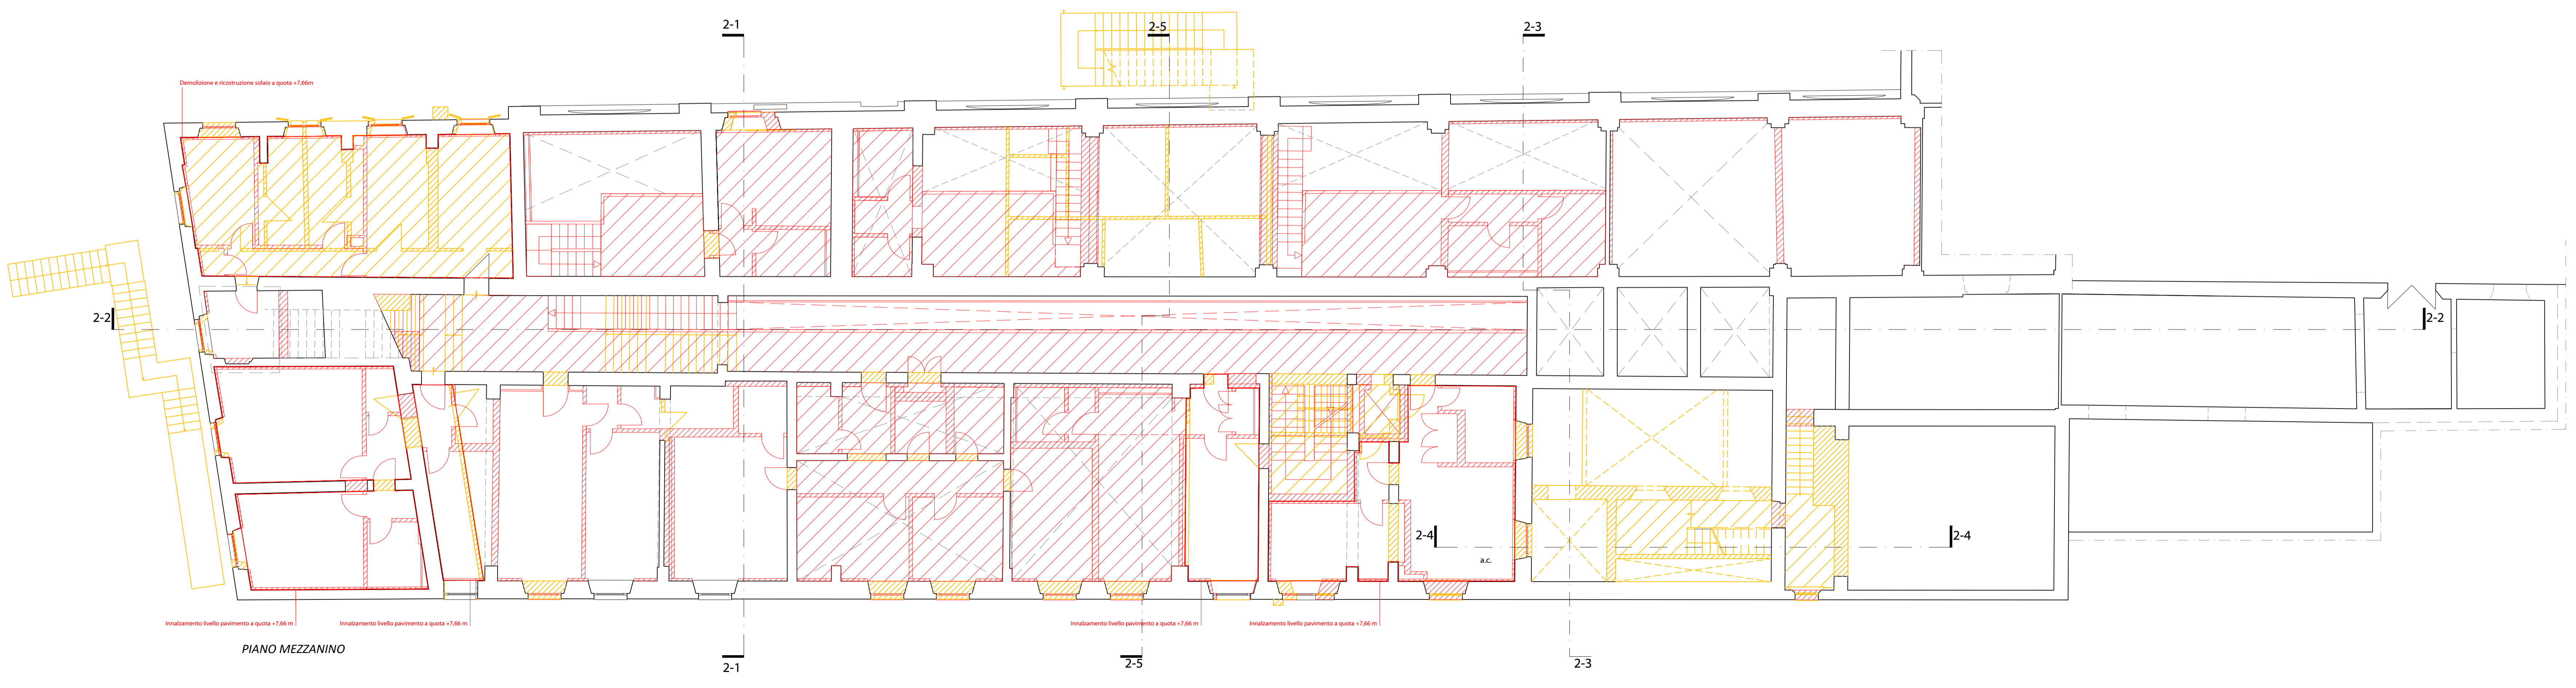 2-1
2-5
2-3
Demolizione e ricostruzione solaio a quota +7,66m
2-2
2-2
2-4
2-4
a.c.
Innalzamento livello pavimento a quota +7,66 m
Innalzamento livello pavimento a quota +7,66 m
Innalzamento livello pavimento a quota +7,66 m
Innalzamento livello pavimento a quota +7,66 m
PIANO MEZZANINO
2-1
2-5
2-3